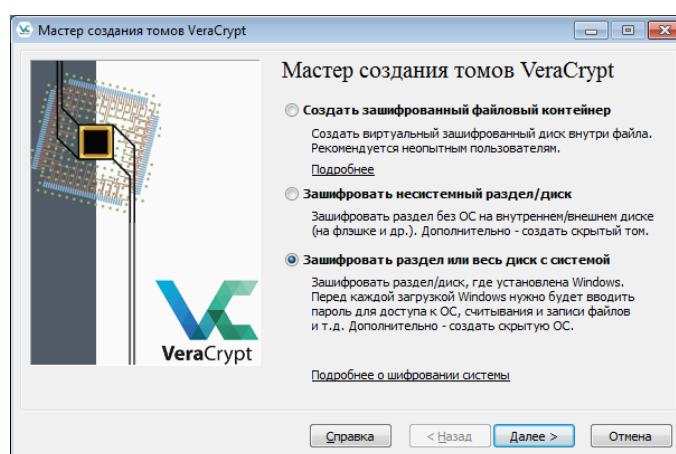 Мастер создания томов VeraCrypt
Мастер создания томов VeraCrypt
Создать зашифрованный файловый контейнер
Создать виртуальный зашифрованный диск внутри файла.
Рекомендуется неопытным пользователям.
Подробнее
Зашифровать несистемный раздел/диск
Зашифровать раздел без ОС на внутреннем/внешнем диске
(на флэшке и др.). Дополнительно - создать скрытый том.
Зашифровать раздел или весь диск с системой
Зашифровать раздел/диск, где установлена Windows.
Перед каждой загрузкой Windows нужно будет вводить
пароль для доступа к ОС, считывания и записи файлов
и т.д. Дополнительно - создать скрытую ОС.
VeraCrypt
Подробнее о шифровании системы
Справка
< Назад
Далее >
Отмена